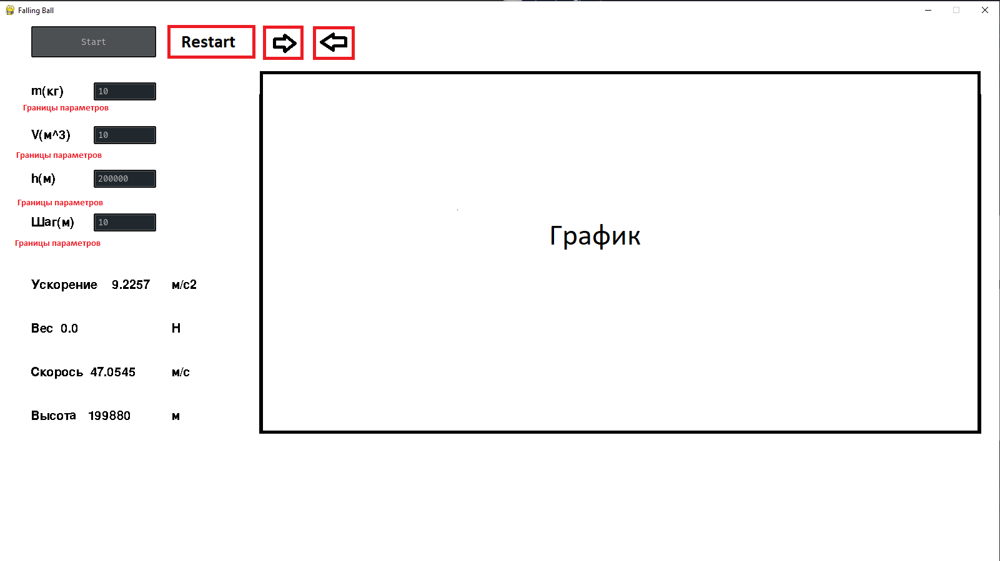 Falling Ball
Start
Restart
m(кг) 10
Границы параметров
V(м^3) 10
Границы параметров
h(м) 200000
Границы параметров
Шаг(м) 10
Границы параметров
График
Ускорение 9.2257 м/с2
Вес 0.0 Н
Скорось 47.0545 м/с
Высота 199880 м